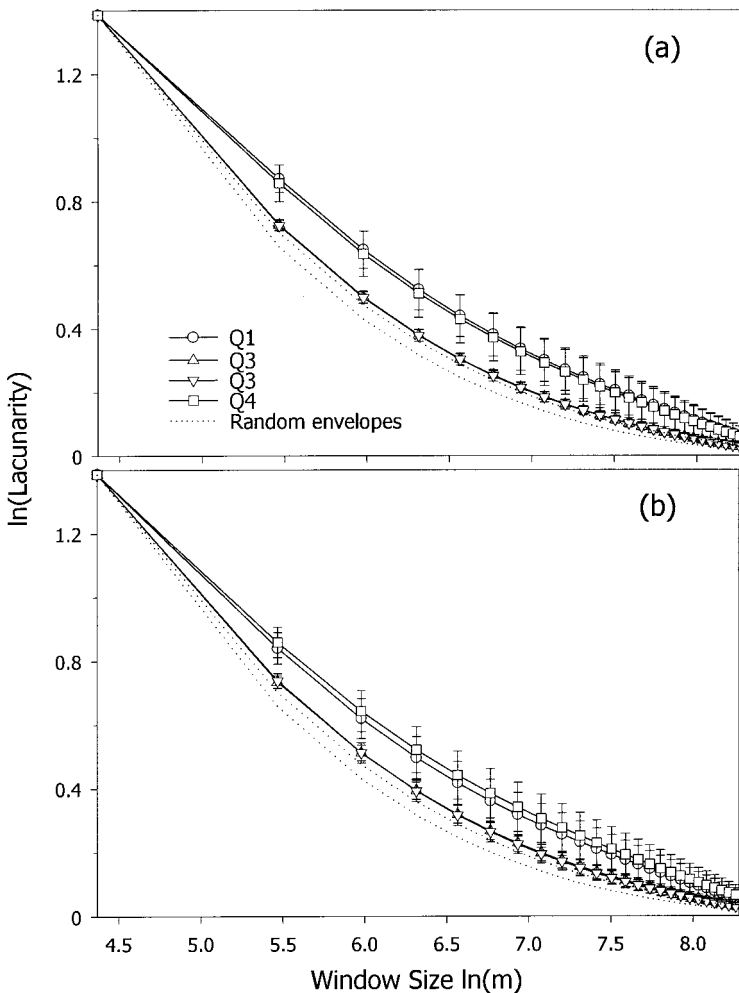 (a)
1.2
0.8
0.4
0
Q1
Q3
Q3
Q4
Random envelopes
ln(Lacunarity)
(b)
1.2
0.8
0.4
0
4.5 5.0 5.5 6.0 6.5 7.0 7.5 8.0
Window Size ln(m)